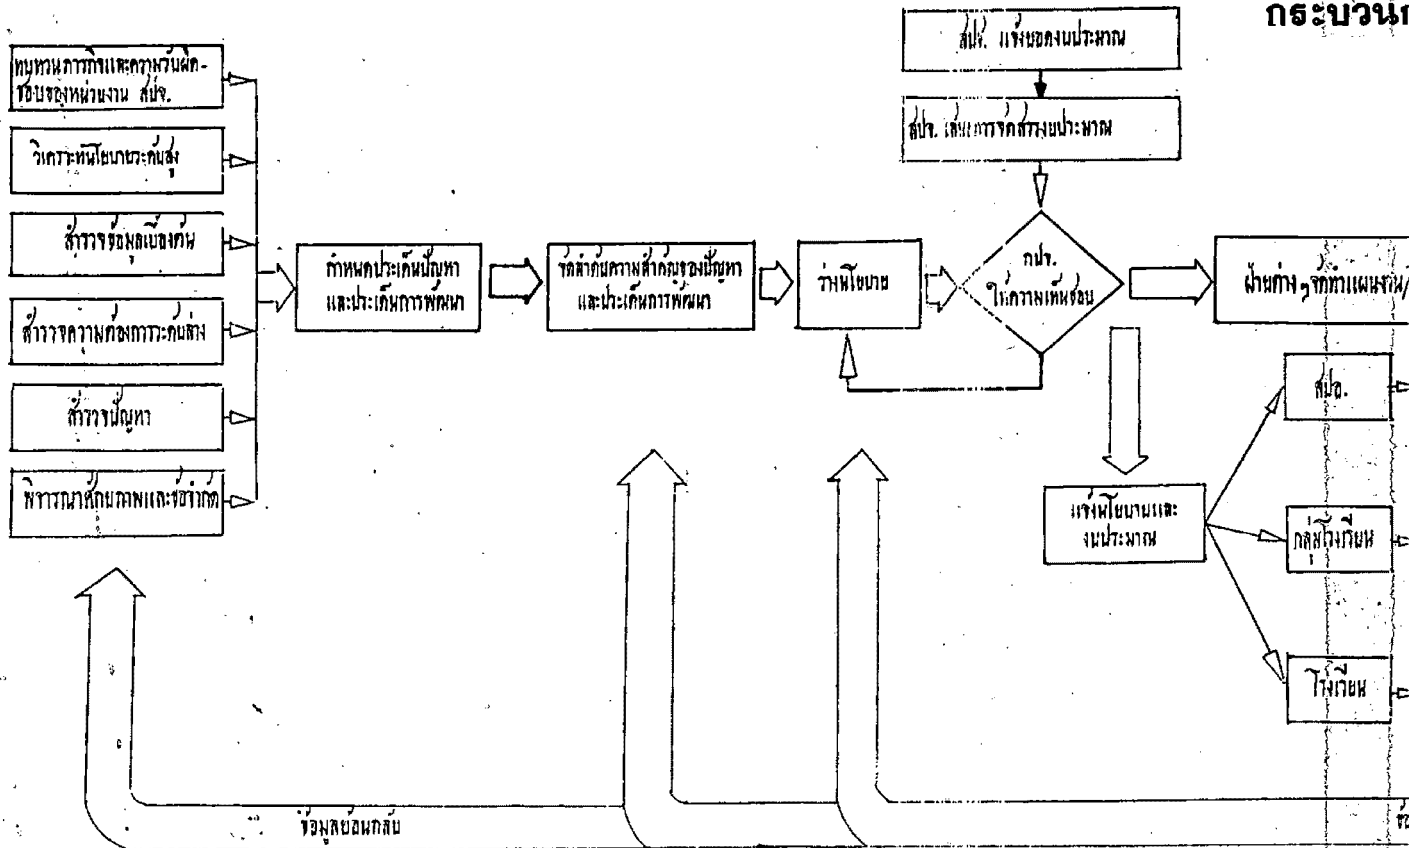 กระบวนก
ทบทวนภารกิจและความรับผิด-
ชอบของหน่วยงาน สปจ.
วิเคราะห์นโยบายระดับสูง
สำรวจข้อมูลเบื้องต้น
สำรวจความต้องการระดับล่าง
สำรวจปัญหา
พิจารณาศักยภาพและข้อจำกัด
กำหนดประเด็นปัญหา
และประเด็นการพัฒนา
จัดลำดับความสำคัญของปัญหา
และประเด็นการพัฒนา
ร่างนโยบาย
แจ้งยอดงบประมาณ
สปจ. เสนอการจัดสรรงบประมาณ
กปจ.
ให้ความเห็นชอบ
ฝ่ายต่าง ๆ จัดทำแผนงาน/
แจ้งนโยบายและ
งบประมาณ
สปอ.
กลุ่มโรงเรียน
โรงเรียน
ข้อมูลย้อนกลับ
ข้อ